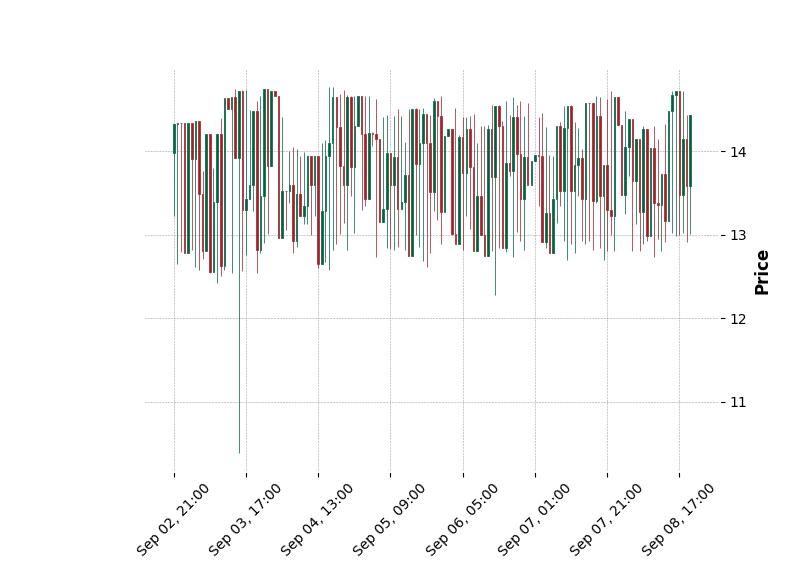 14
13
12
11
Price
Sep 02, 21:00
Sep 03, 17:00
Sep 04, 13:00
Sep 05, 09:00
Sep 06, 05:00
Sep 07, 01:00
Sep 07, 21:00
Sep 08, 17:00